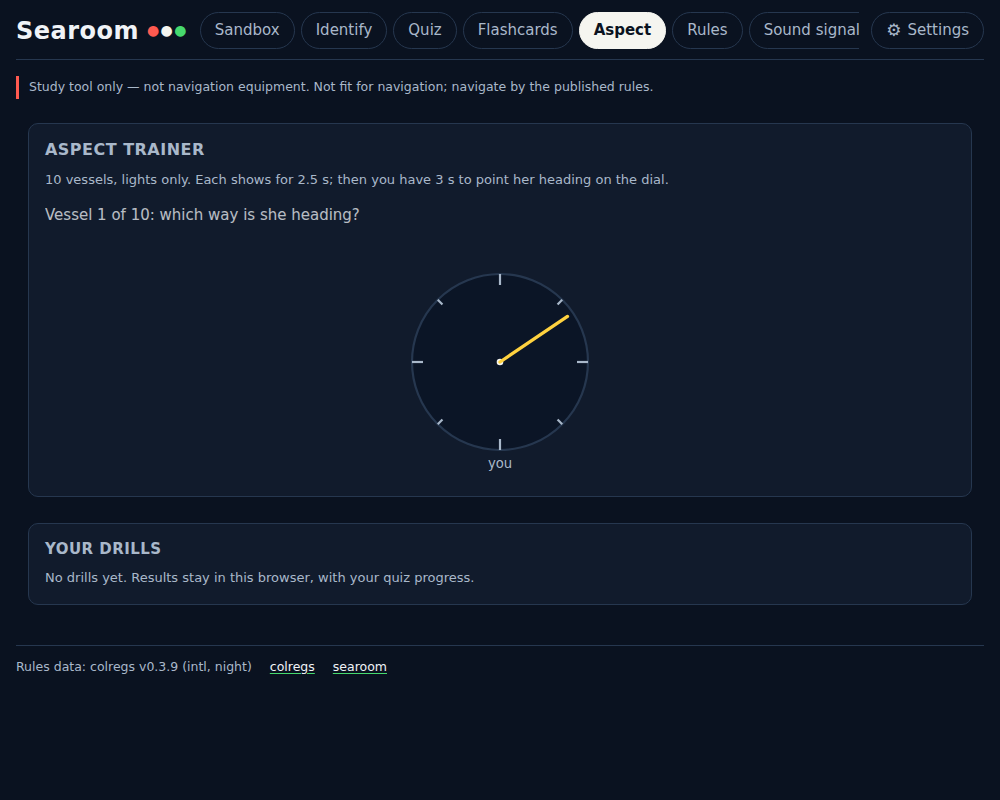 Searoom
Sandbox
Identify
Quiz
Flashcards
Aspect
Rules
Sound signal
⚙ Settings
Study tool only — not navigation equipment. Not fit for navigation; navigate by the published rules.
ASPECT TRAINER
10 vessels, lights only. Each shows for 2.5 s; then you have 3 s to point her heading on the dial.
Vessel 1 of 10: which way is she heading?
you
YOUR DRILLS
No drills yet. Results stay in this browser, with your quiz progress.
Rules data: colregs v0.3.9 (intl, night) colregs searoom